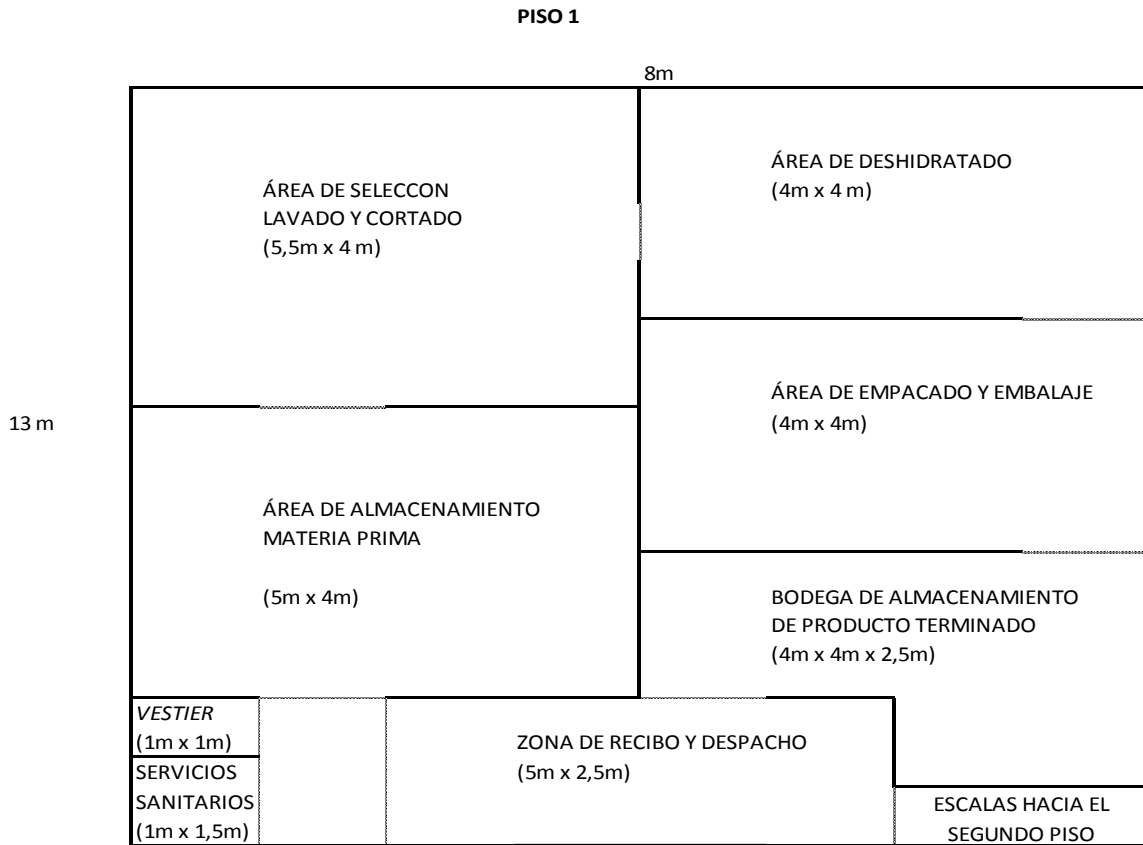 PISO 1
8m
ÁREA DE SELECCON
LAVADO Y CORTADO
(5,5m x 4 m)
ÁREA DE DESHIDRATADO
(4m x 4 m)
13 m
ÁREA DE EMPACADO Y EMBALAJE
(4m x 4m)
ÁREA DE ALMACENAMIENTO
MATERIA PRIMA
(5m x 4m)
BODEGA DE ALMACENAMIENTO
DE PRODUCTO TERMINADO
(4m x 4m x 2,5m)
VESTIER
(1m x 1m)
SERVICIOS
SANITARIOS
(1m x 1,5m)
ZONA DE RECIBO Y DESPACHO
(5m x 2,5m)
ESCALAS HACIA EL
SEGUNDO PISO